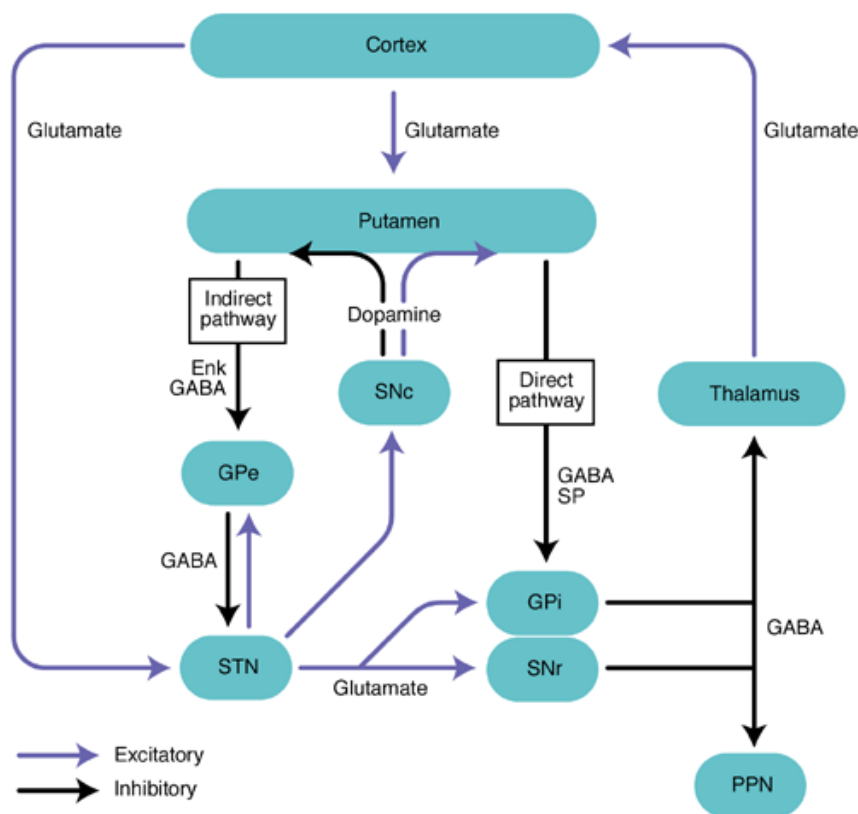 Cortex
Glutamate
Glutamate
Glutamate
Putamen
Indirect
pathway
Dopamine
Enk
GABA
SNc
Direct
pathway
Thalamus
GPe
GABA
SP
GABA
GPi
GABA
STN
SNr
Glutamate
Excitatory
Inhibitory
PPN